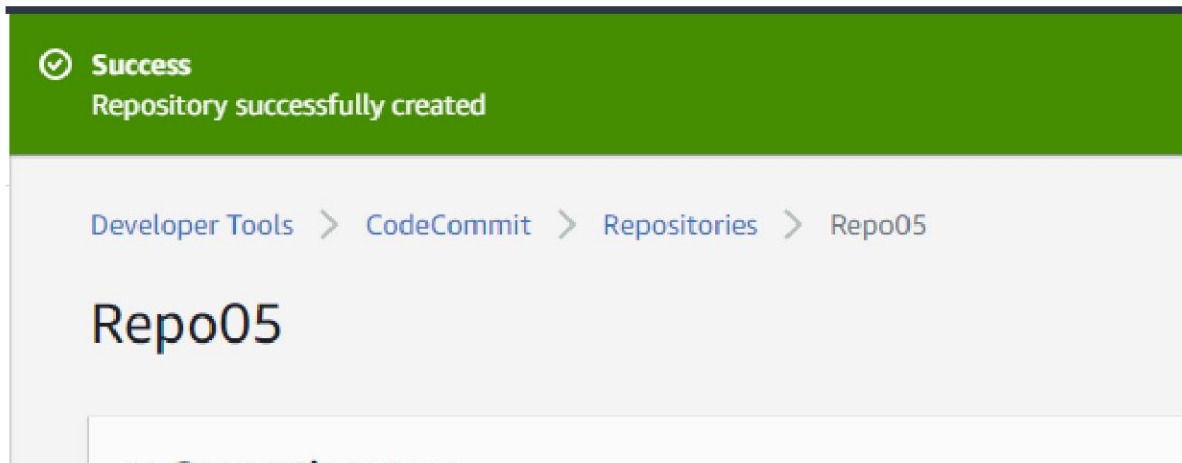 Success
Repository successfully created
Developer Tools > CodeCommit > Repositories > Repo05
Repo05